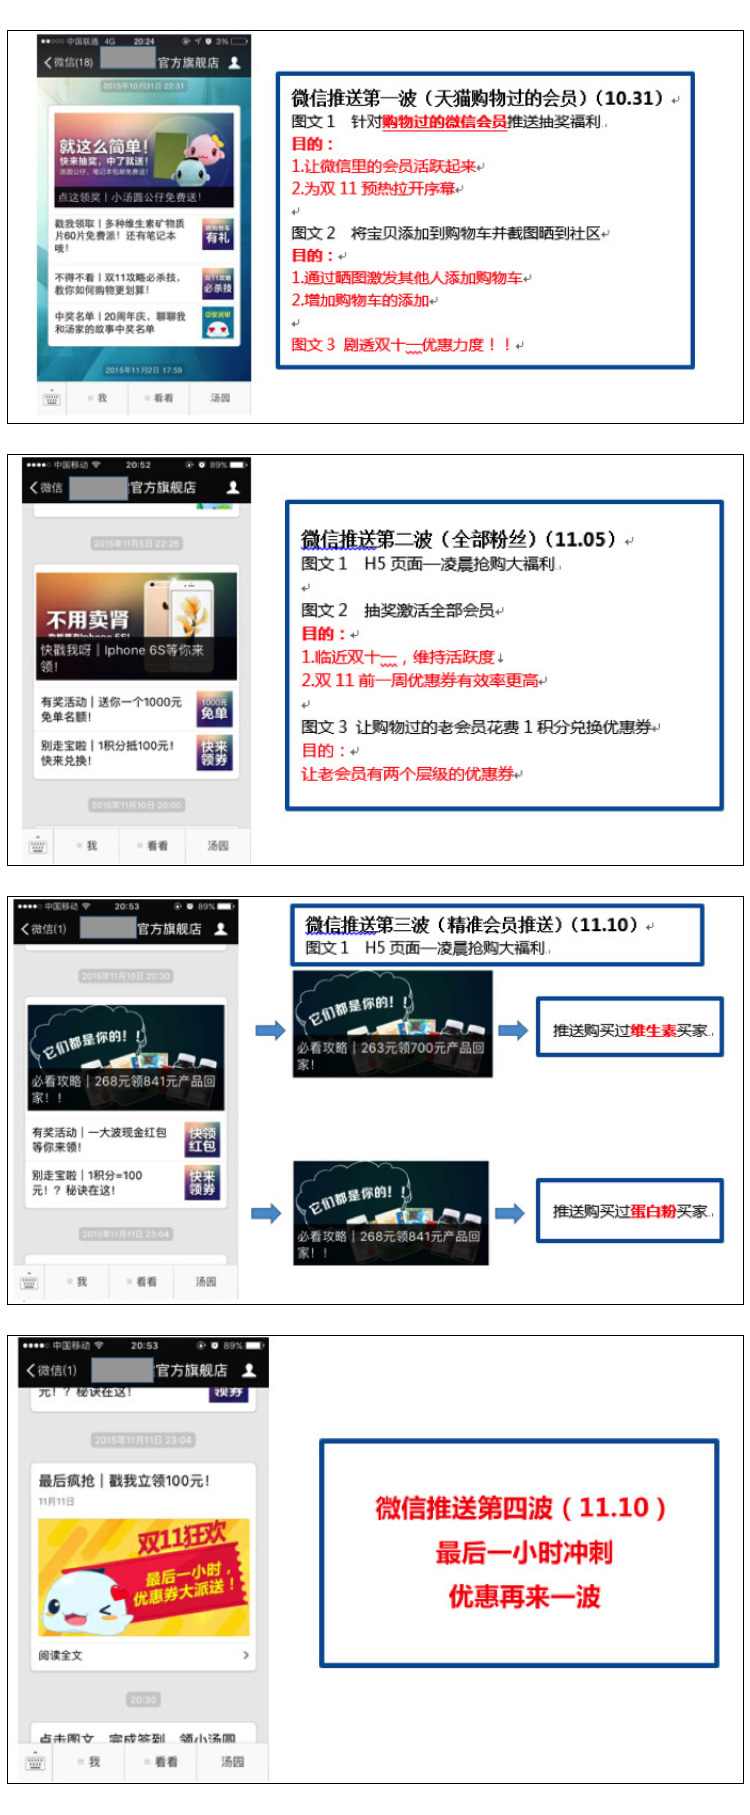 中国联通 4G 20:24 3%
微信(18) 官方旗舰店
2015年10月31日 22:31
就这么简单!
快来抽奖,中了就送!
点这领奖 | 小汤圆公仔免费送!
戳我领取 | 多种维生素矿物质
片60片免费派!还有笔记本
哦!
有礼
不得不看 | 双11攻略必杀技,
教你如何购物更划算!
双11攻略
必杀技
中奖名单 | 20周年庆,聊聊我
和汤家的故事中奖名单
2015年11月2日 17:59
我 看看 汤园
微信推送第一波(天猫购物过的会员)(10.31)
图文 1 针对购物过的微信会员推送抽奖福利
目的:
1.让微信里的会员活跃起来
2.为双 11 预热拉开序幕
图文 2 将宝贝添加到购物车并截图晒到社区
目的:
1.通过晒图激发其他人添加购物车
2.增加购物车的添加
图文 3 剧透双十一优惠力度!!
中国移动 20:52 89%
微信 官方旗舰店
2015年11月5日 22:26
不用卖肾
快戳我呀 | Iphone 6S等你来
领!
有奖活动 | 送你一个1000元
免单名额!
1000元
免单
别走宝啦 | 1积分抵100元!
快来兑换!
快来
领券
2015年11月10日 20:00
我 看看 汤园
微信推送第二波(全部粉丝)(11.05)
图文 1 H5 页面—凌晨抢购大福利
图文 2 抽奖激活全部会员
目的:
1.临近双十一,维持活跃度
2.双 11 前一周优惠券有效率更高
图文 3 让购物过的老会员花费 1 积分兑换优惠券
目的:
让老会员有两个层级的优惠券
中国移动 20:53 89%
微信(1) 官方旗舰店
2015年11月10日 20:30
它们都是你的!!
必看攻略 | 268元领841元产品回
家!!
有奖活动 | 一大波现金红包
等你来领!
快领
红包
别走宝啦 | 1积分=100
元!?秘诀在这!
快来
领券
2015年11月11日 23:04
我 看看 汤园
微信推送第三波(精准会员推送)(11.10)
图文 1 H5 页面—凌晨抢购大福利
它们都是你的!!
必看攻略 | 263元领700元产品回
家!
推送购买过维生素买家
它们都是你的!!
必看攻略 | 268元领841元产品回
家!!
推送购买过蛋白粉买家
中国移动 20:53 89%
微信(1) 官方旗舰店
元!?秘诀在这!
领券
2015年11月11日 23:04
最后疯抢 | 戳我立领100元!
11月11日
双11狂欢
最后一小时,
优惠券大派送!
阅读全文
20:30
点击图文,完成签到,领小汤圆
我 看看 汤园
微信推送第四波(11.10)
最后一小时冲刺
优惠再来一波